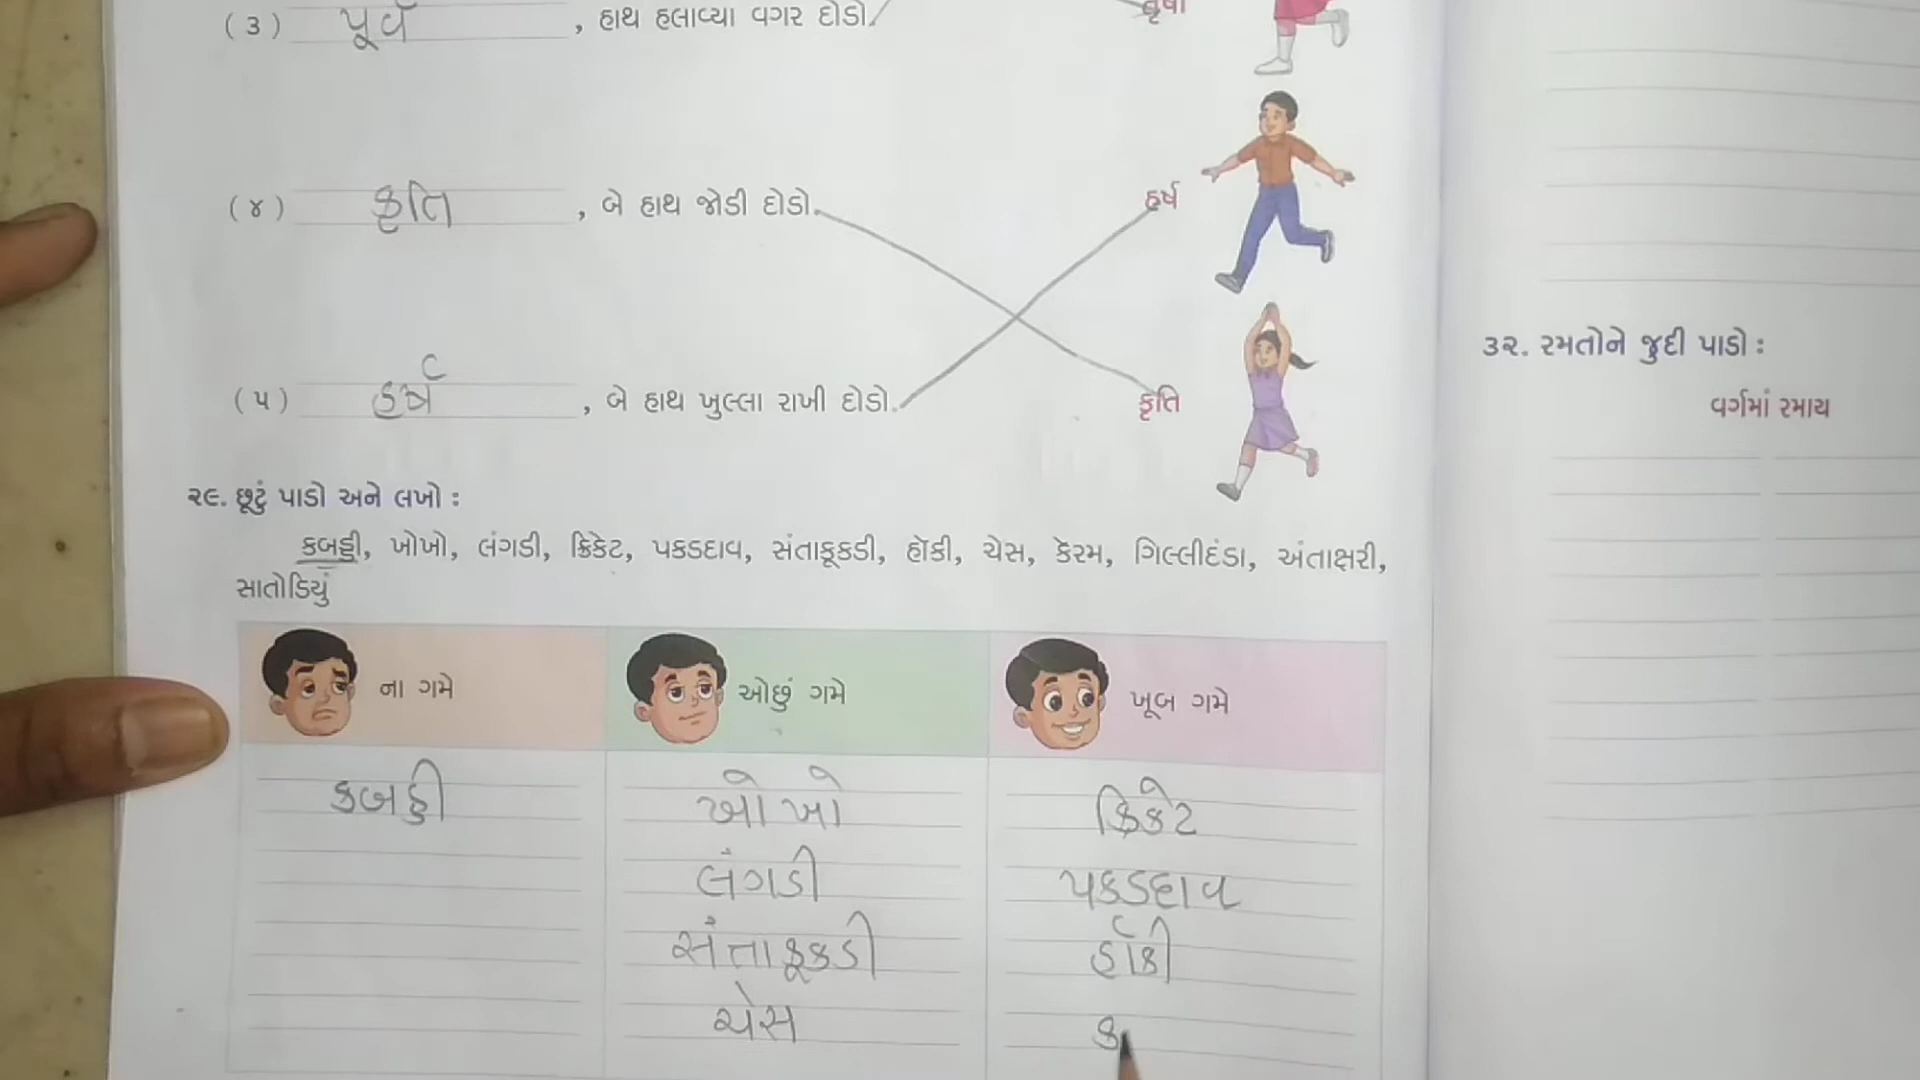 (૩) પૂર્વ , હાથ હલાવ્યા વગર દોડો.
(૪) કૃતિ , બે હાથ જોડી દોડો.
હર્ષ
(૫) હર્ષ , બે હાથ ખુલ્લા રાખી દોડો.
કૃતિ
૨૯. છૂટું પાડો અને લખો :
કબડ્ડી, ખોખો, લંગડી, ક્રિકેટ, પકડદાવ, સંતાકૂકડી, હૉકી, ચેસ, કૅરમ, ગિલ્લીદંડા, અંતાક્ષરી,
સાતોડિયું
ના ગમે ઓછું ગમે ખૂબ ગમે
કબડ્ડી ખોખો ક્રિકેટ
લંગડી પકડદાવ
સંતાકૂકડી હૉકી
ચેસ ક
૩૨. રમતોને જુદી પાડો :
વર્ગમાં રમાય